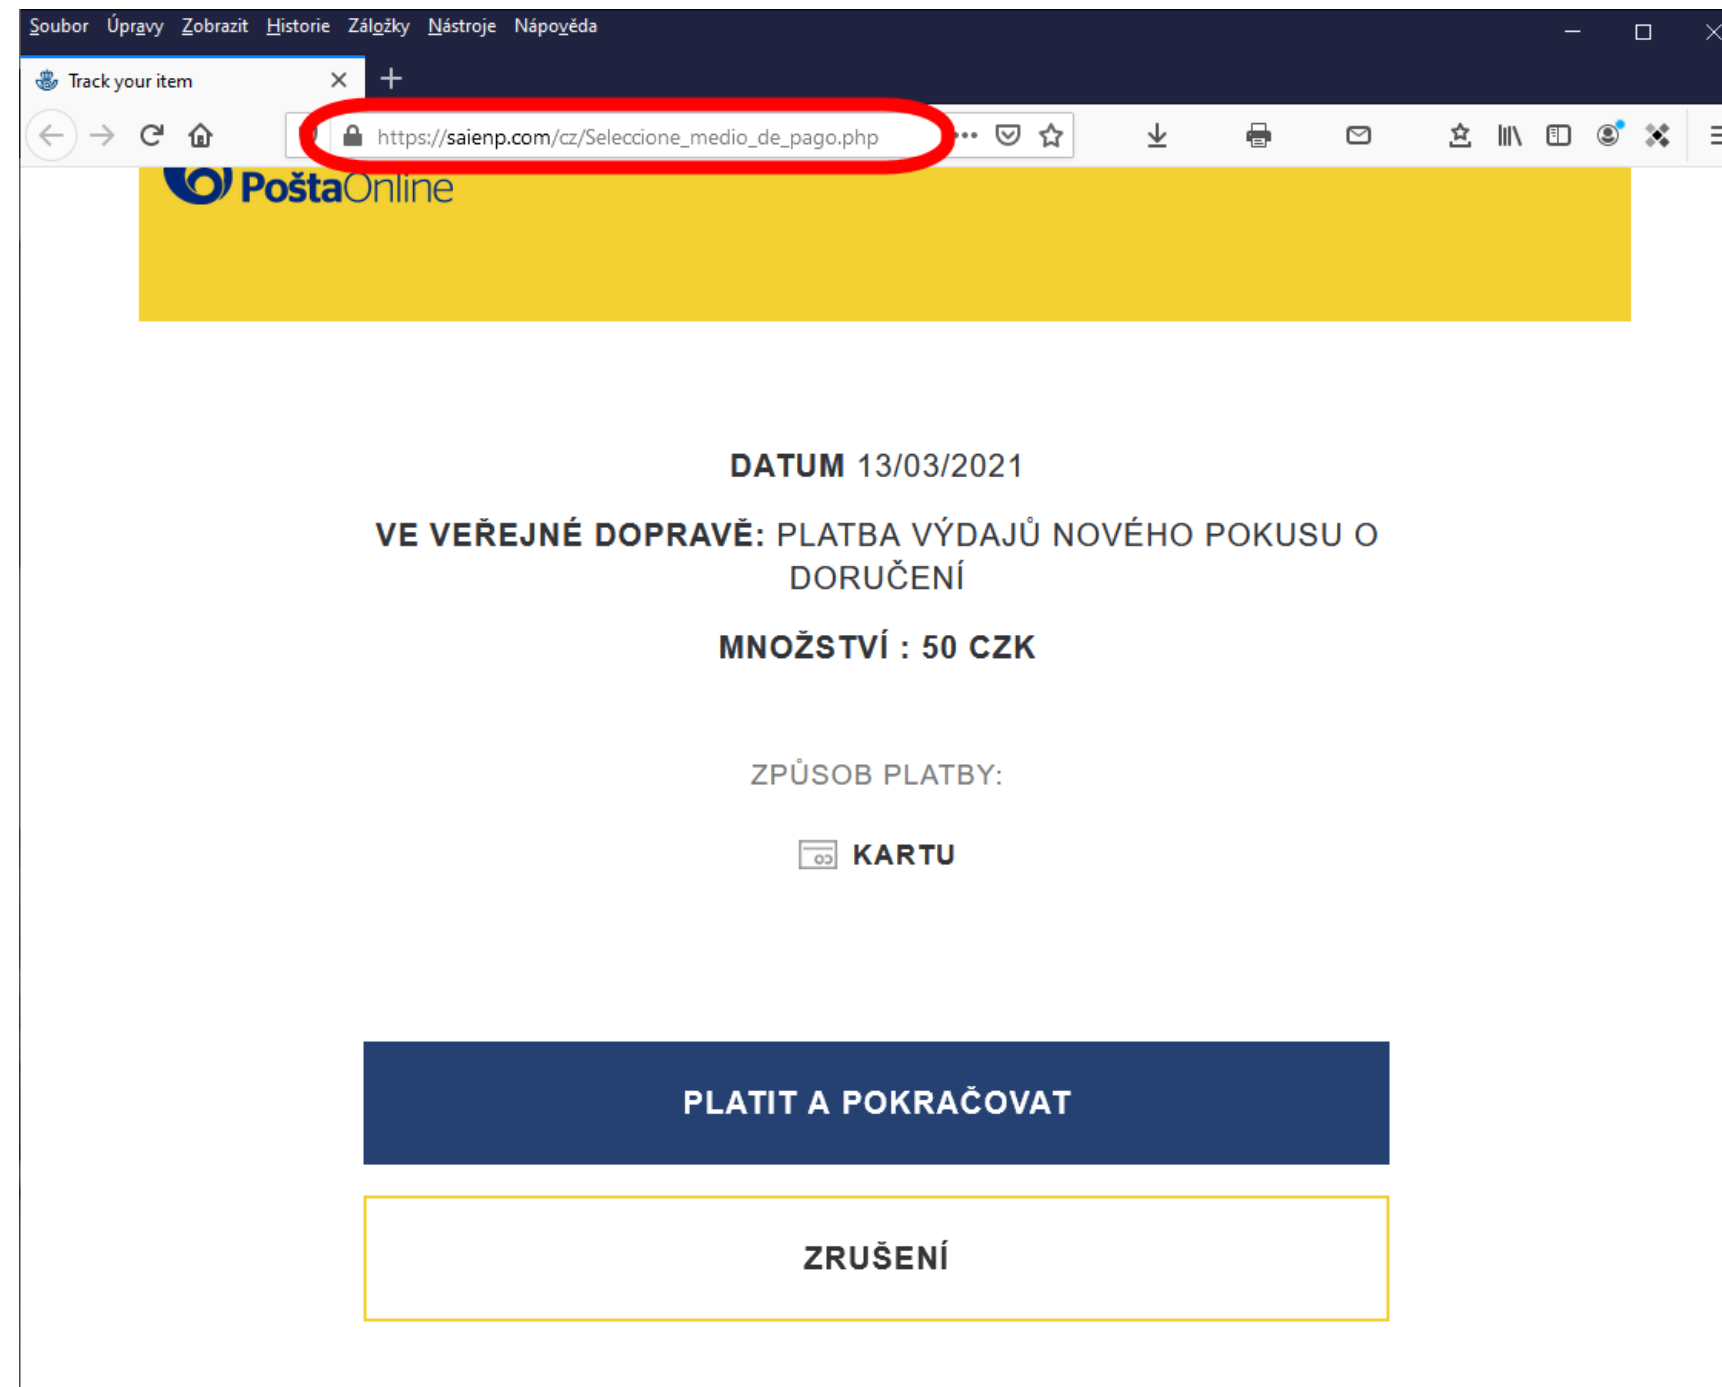 Soubor Úpravy Zobrazit Historie Záložky Nástroje Nápověda
Track your item
https://saienp.com/cz/Seleccione_medio_de_pago.php
PoštaOnline
DATUM 13/03/2021
VE VEŘEJNÉ DOPRAVĚ: PLATBA VÝDAJŮ NOVÉHO POKUSU O
DORUČENÍ
MNOŽSTVÍ : 50 CZK
ZPŮSOB PLATBY:
KARTU
PLATIT A POKRAČOVAT
ZRUŠENÍ